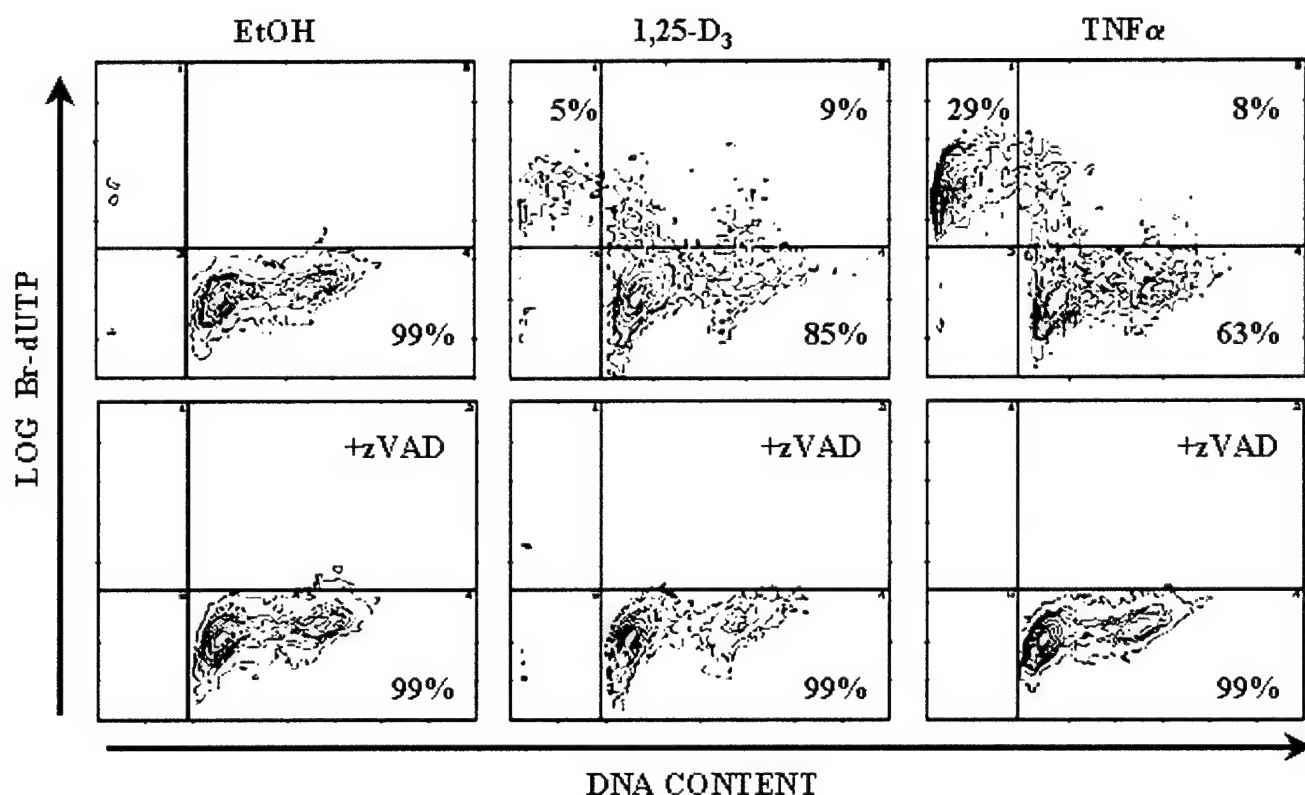 EtOH 1,25-D₃ TNFα
5% 9% 29% 8%
99% 85% 63%
+zVAD +zVAD +zVAD
99% 99% 99%
LOG Br-dUTP
DNA CONTENT